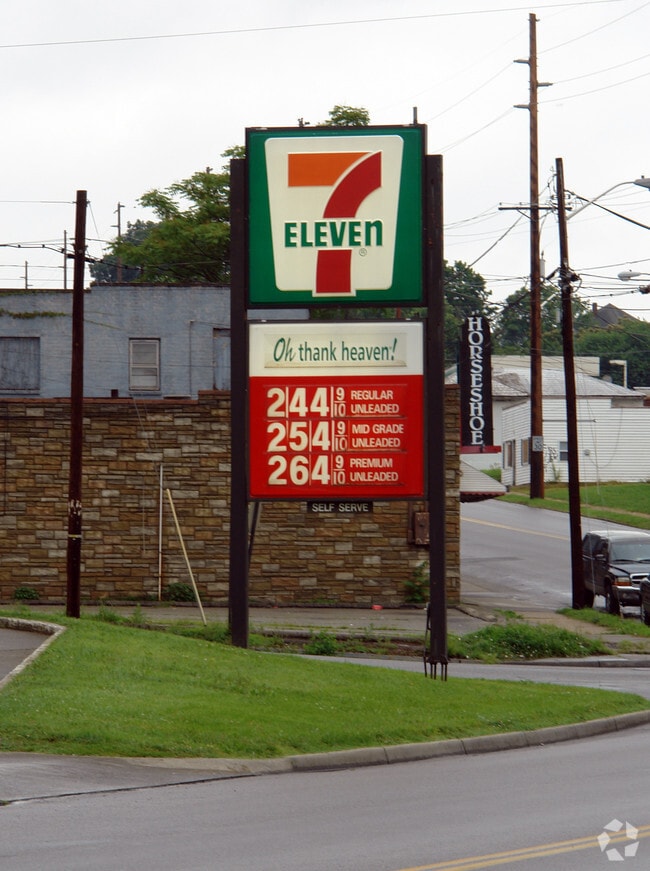 7
ELEVEn
®
Oh thank heaven!
244 9/10 REGULAR UNLEADED
254 9/10 MID GRADE UNLEADED
264 9/10 PREMIUM UNLEADED
SELF SERVE
HORSESHOE